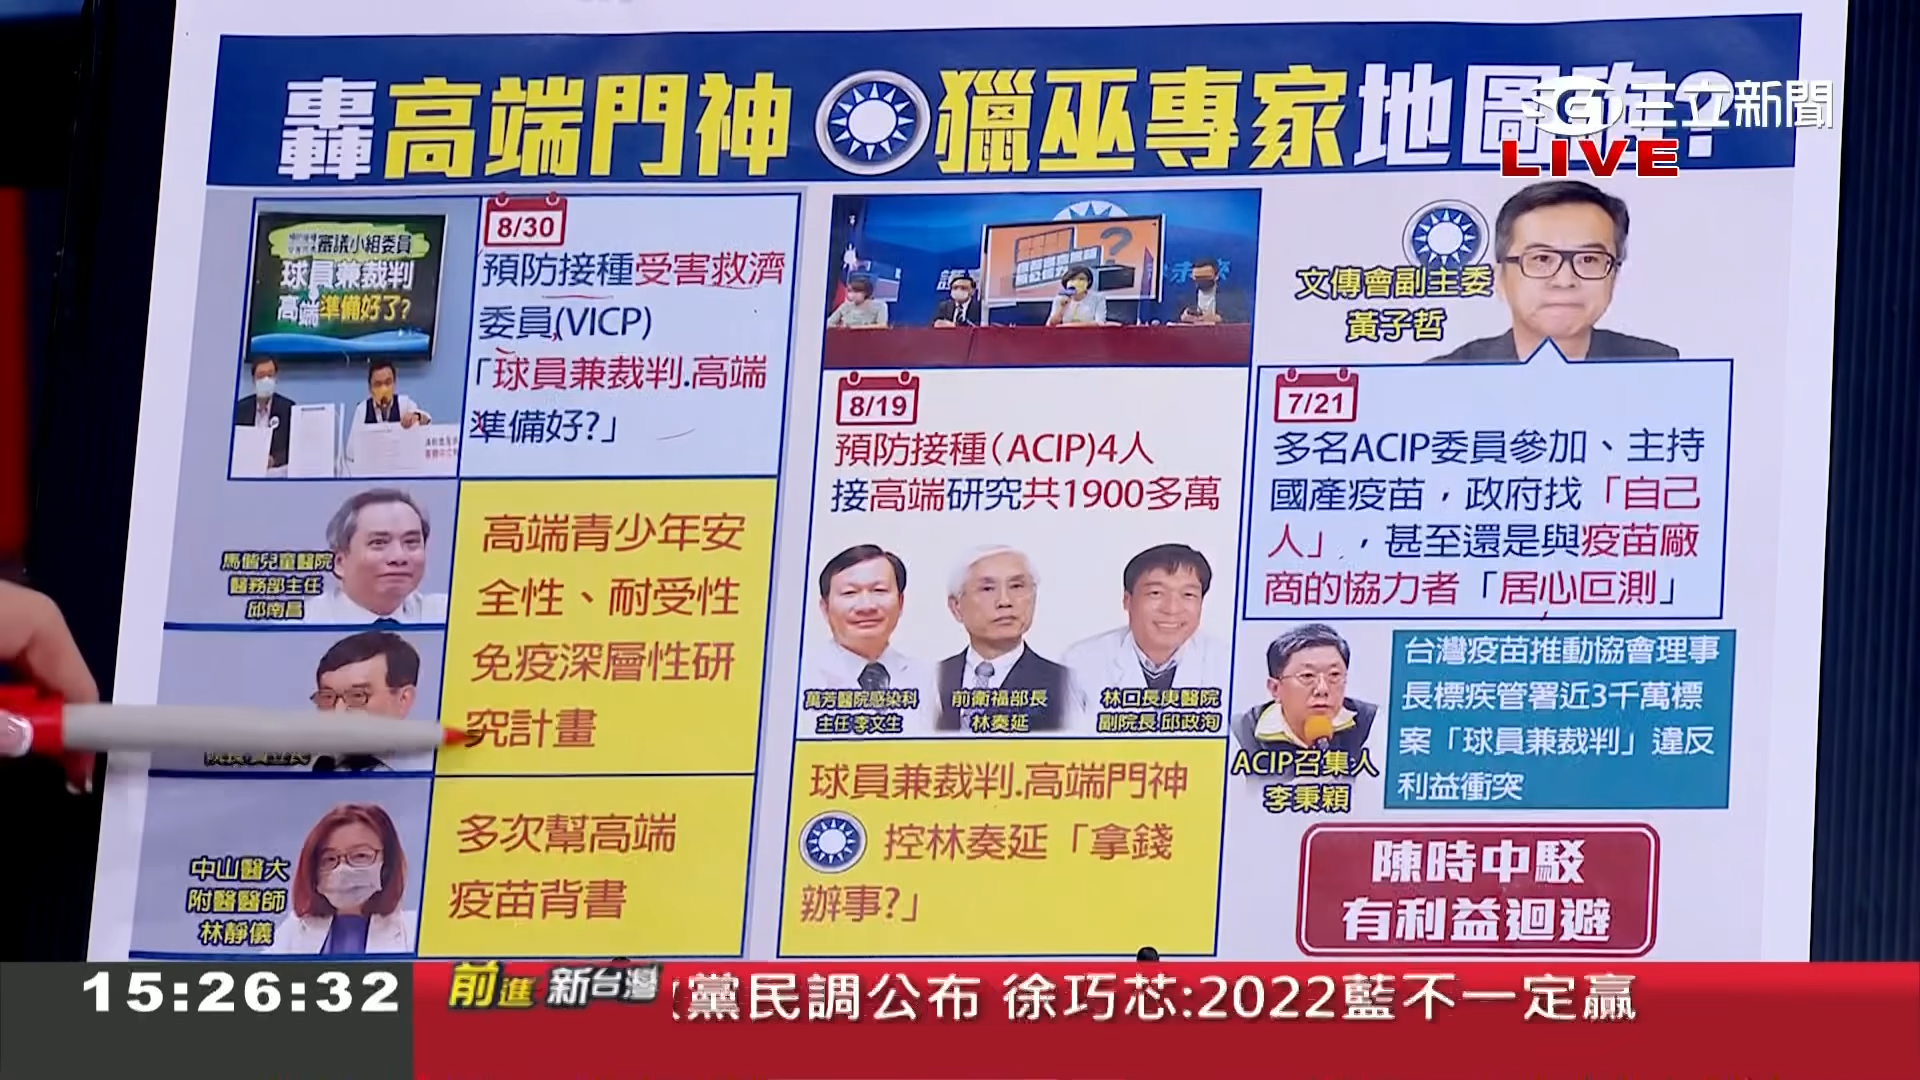 轟高端門神 獵巫專家地圖
三立新聞
LIVE
審議小組委員
球員兼裁判
高端準備好了?
8/30
預防接種受害救濟
委員(VICP)
「球員兼裁判.高端
準備好?」
馬偕兒童醫院
醫務部主任
邱南昌
高端青少年安
全性、耐受性
免疫深層性研
究計畫
中山醫大
附醫醫師
林靜儀
多次幫高端
疫苗背書
?
8/19
預防接種(ACIP)4人
接高端研究共1900多萬
萬芳醫院感染科
主任 李文生
前衛福部長
林奏延
林口長庚醫院
副院長 邱政洵
球員兼裁判.高端門神
控林奏延「拿錢
辦事?」
文傳會副主委
黃子哲
7/21
多名ACIP委員參加、主持
國產疫苗，政府找「自己
人」，甚至還是與疫苗廠
商的協力者「居心叵測」
ACIP召集人
李秉穎
台灣疫苗推動協會理事
長標疾管署近3千萬標
案「球員兼裁判」違反
利益衝突
陳時中駁
有利益迴避
15:26:32
前進新台灣
黨民調公布 徐巧芯:2022藍不一定贏